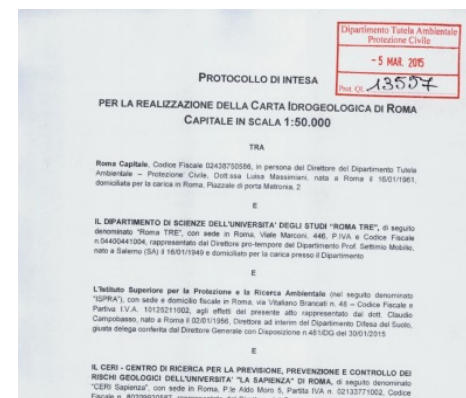 Dipartimento Tutela Ambientale
Protezione Civile
- 5 MAR. 2015
Prot. QL 13557
PROTOCOLLO DI INTESA
PER LA REALIZZAZIONE DELLA CARTA IDROGEOLOGICA DI ROMA
CAPITALE IN SCALA 1:50.000
TRA
Roma Capitale, Codice Fiscale 02438750586, in persona del Direttore del Dipartimento Tutela
Ambientale – Protezione Civile, Dott.ssa Luisa Massimiani, nata a Roma il 16/01/1961,
domiciliata per la carica in Roma, Piazzale di porta Metronia, 2
E
IL DIPARTIMENTO DI SCIENZE DELL'UNIVERSITA' DEGLI STUDI "ROMA TRE", di seguito
denominato "Roma TRE", con sede in Roma, Viale Marconi, 446, P.IVA e Codice Fiscale
n.04400441004, rappresentato dal Direttore pro-tempore del Dipartimento Prof. Settimio Mobilio,
nato a Salerno (SA) il 16/01/1949 e domiciliato per la carica presso il Dipartimento
E
L'Istituto Superiore per la Protezione e la Ricerca Ambientale (nel seguito denominato
"ISPRA"), con sede e domicilio fiscale in Roma, via Vitaliano Brancati n. 48 – Codice Fiscale e
Partiva I.V.A. 10125211002, agli effetti del presente atto rappresentato dal dott. Claudio
Campobasso, nato a Roma il 02/01/1956, Direttore ad interim del Dipartimento Difesa del Suolo,
giusta delega conferita dal Direttore Generale con Disposizione n.481/DG del 30/01/2015
E
IL CERI - CENTRO DI RICERCA PER LA PREVISIONE, PREVENZIONE E CONTROLLO DEI
RISCHI GEOLOGICI DELL'UNIVERSITA' "LA SAPIENZA" DI ROMA, di seguito denominato
"CERI Sapienza", con sede in Roma, P.le Aldo Moro 5, Partita IVA n. 02133771002, Codice